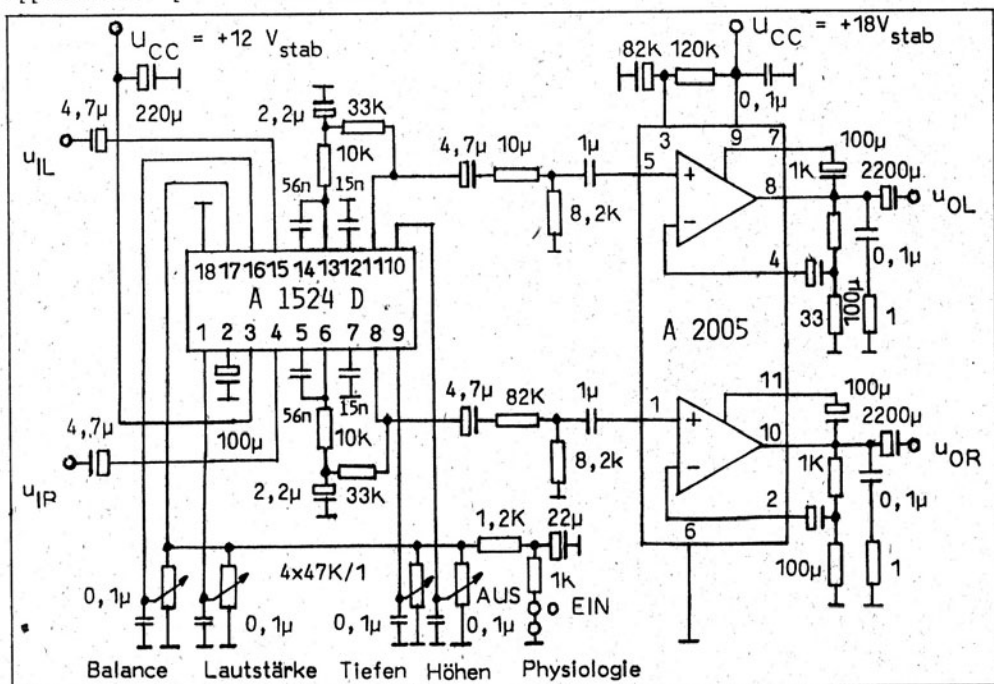 U_CC = +12 V_stab
U_CC = +18V_stab
82K 120K
0,1µ
4,7µ 220µ
2,2µ 33K
10K
u_IL
56n 15n
4,7µ 10µ 1µ
8,2K
3 9 7
5
+
-
8
4
100µ
1K
2200µ
u_OL
0,1µ
33 100µ 1
18 17 16 15 14 13 12 11 10
A 1524 D
1 2 3 4 5 6 7 8 9
A 2005
100µ
56n 15n
10K
4,7µ 82K 1µ
8,2k
1
+
-
11
10
2
6
100µ
2200µ
1K
u_OR
0,1µ
100µ 1
4,7µ
u_IR
2,2µ 33K
1,2K 22µ
4x47K/1
1K
AUS EIN
0,1µ 0,1µ 0,1µ 0,1µ
Balance Lautstärke Tiefen Höhen Physiologie